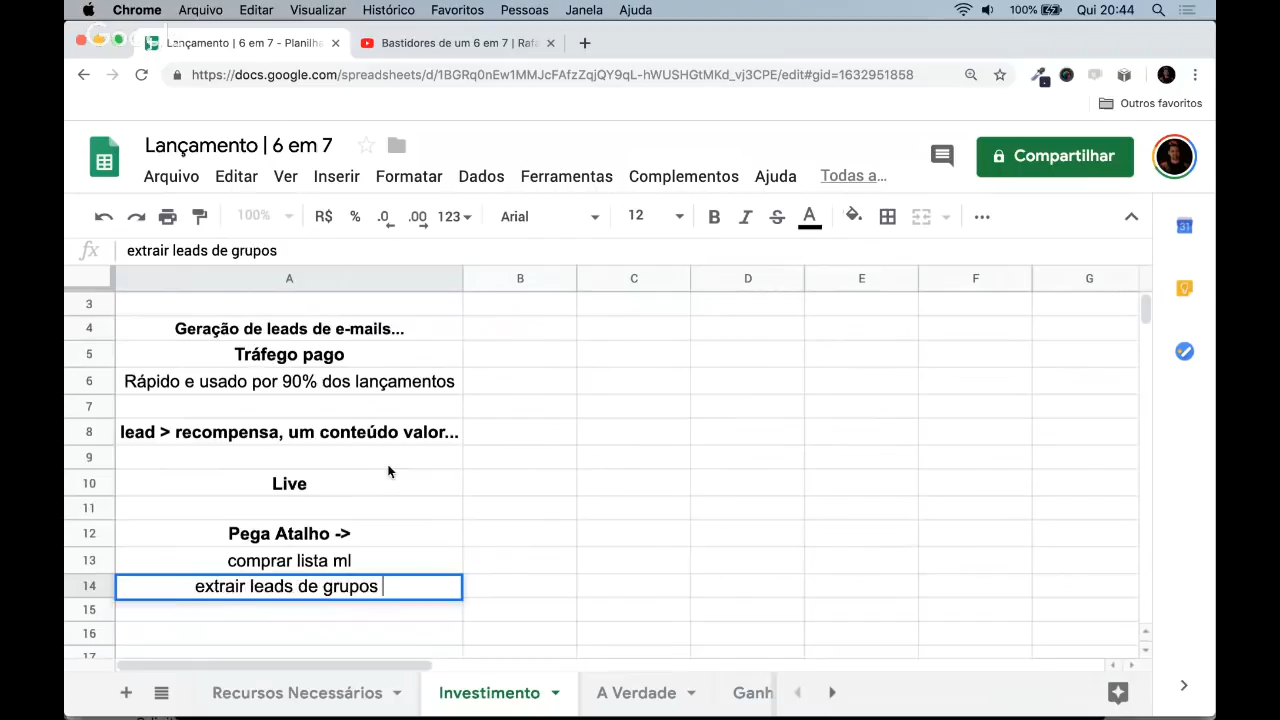 Chrome Arquivo Editar Visualizar Histórico Favoritos Pessoas Janela Ajuda 100% Qui 20:44
Lançamento | 6 em 7 - Planilha Bastidores de um 6 em 7 | Rafa
https://docs.google.com/spreadsheets/d/1BGRq0nEw1MMJcFAfzZqjQY9qL-hWUSHGtMKd_vj3CPE/edit#gid=1632951858
Outros favoritos
Lançamento | 6 em 7
Compartilhar
Arquivo Editar Ver Inserir Formatar Dados Ferramentas Complementos Ajuda Todas a...
100% R$ % .0 .00 123 Arial 12 B I S A
31
fx extrair leads de grupos
A B C D E F G
3
4 Geração de leads de e-mails...
5 Tráfego pago
6 Rápido e usado por 90% dos lançamentos
7
8 lead > recompensa, um conteúdo valor...
9
10 Live
11
12 Pega Atalho ->
13 comprar lista ml
14 extrair leads de grupos
15
16
17
+ Recursos Necessários Investimento A Verdade Ganh